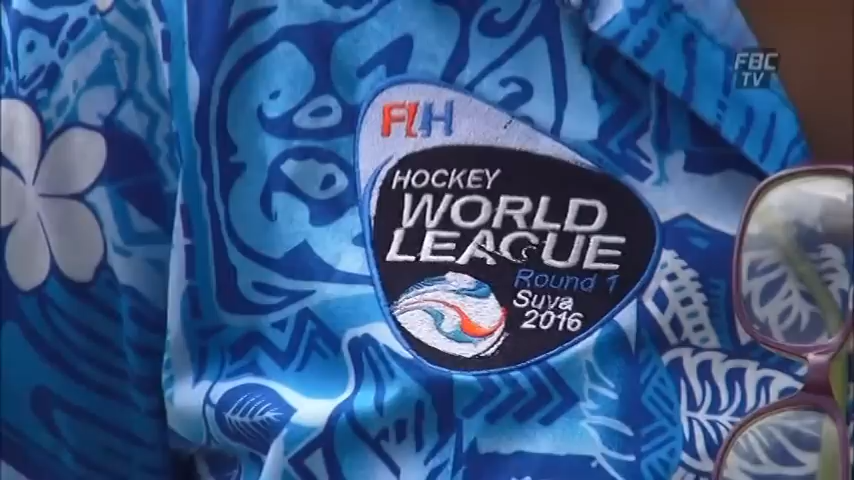 FBC
TV
FIH
HOCKEY
WORLD
LEAGUE
Round 1
Suva
2016